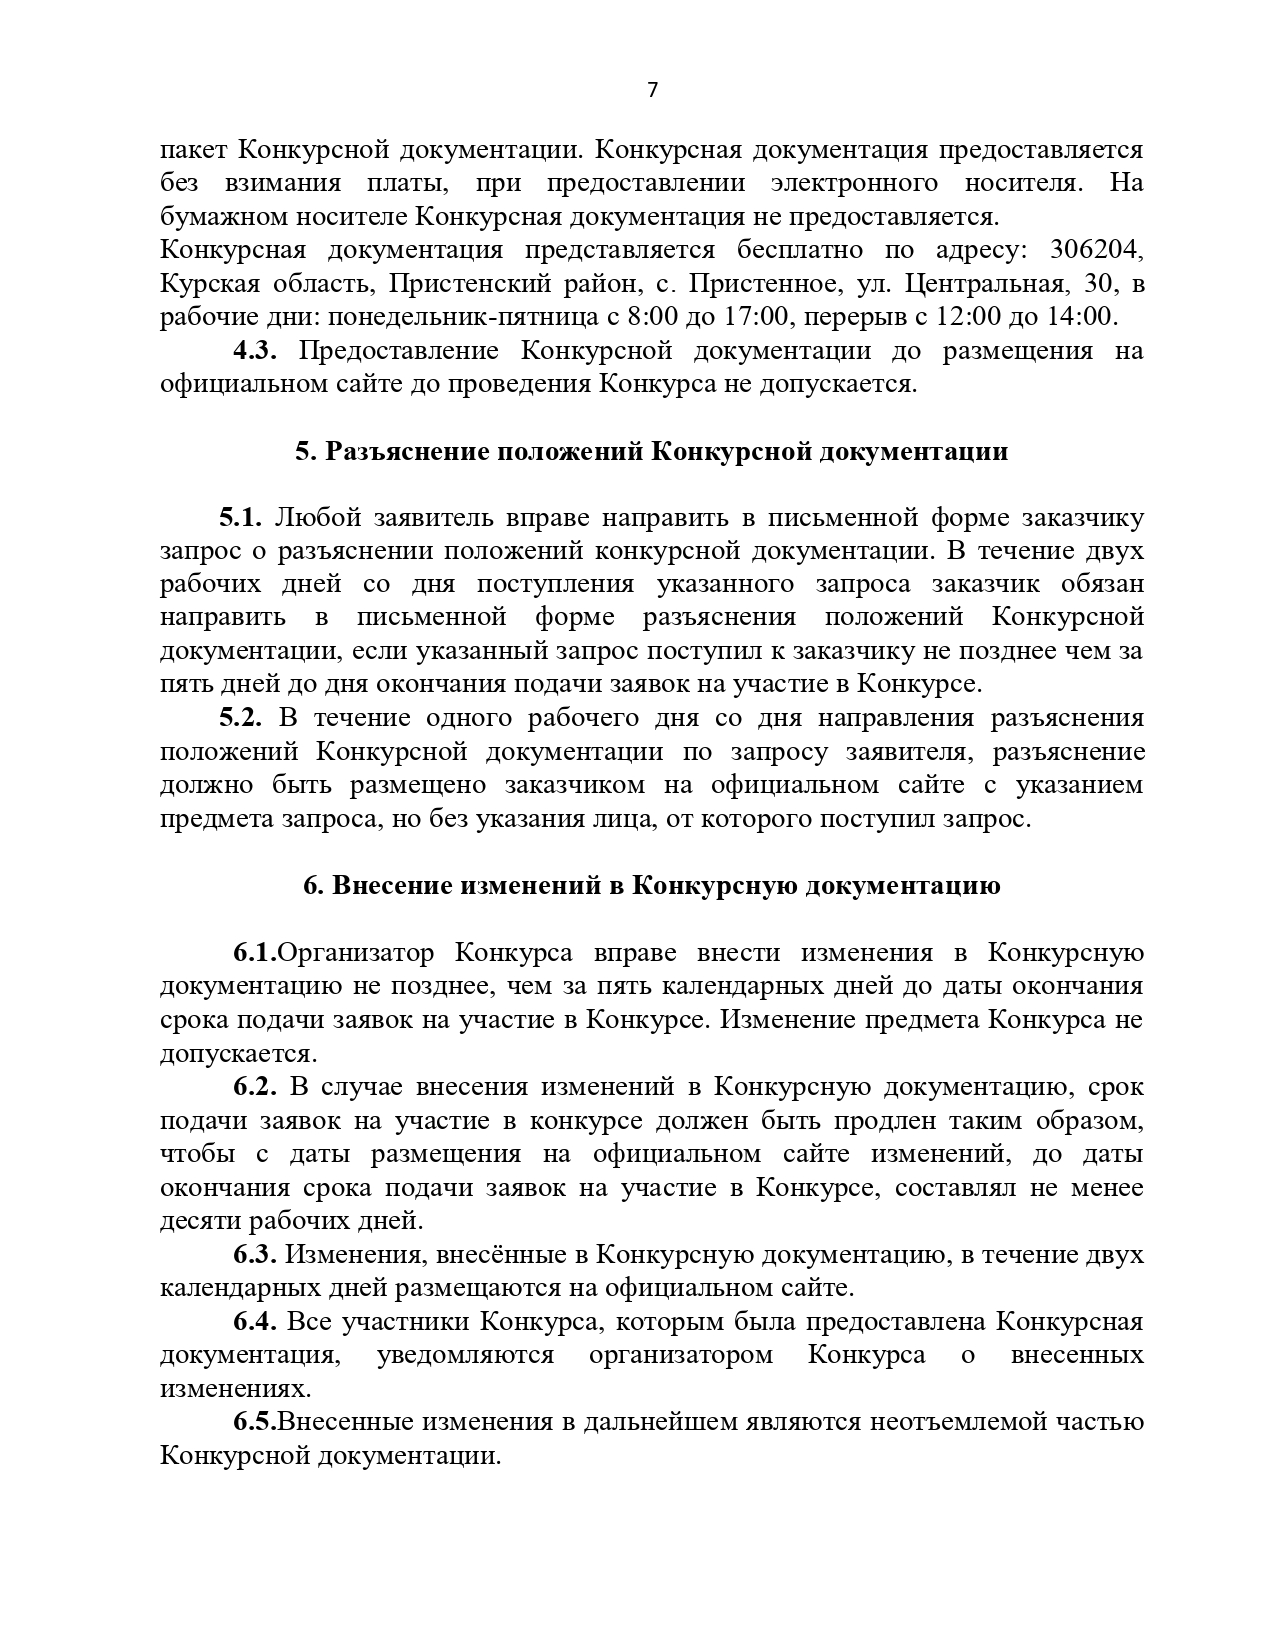 7
пакет Конкурсной документации. Конкурсная документация предоставляется
без взимания платы, при предоставлении электронного носителя. На
бумажном носителе Конкурсная документация не предоставляется.
Конкурсная документация представляется бесплатно по адресу: 306204,
Курская область, Пристенский район, с. Пристенное, ул. Центральная, 30, в
рабочие дни: понедельник-пятница с 8:00 до 17:00, перерыв с 12:00 до 14:00.
4.3. Предоставление Конкурсной документации до размещения на
официальном сайте до проведения Конкурса не допускается.
5. Разъяснение положений Конкурсной документации
5.1. Любой заявитель вправе направить в письменной форме заказчику
запрос о разъяснении положений конкурсной документации. В течение двух
рабочих дней со дня поступления указанного запроса заказчик обязан
направить в письменной форме разъяснения положений Конкурсной
документации, если указанный запрос поступил к заказчику не позднее чем за
пять дней до дня окончания подачи заявок на участие в Конкурсе.
5.2. В течение одного рабочего дня со дня направления разъяснения
положений Конкурсной документации по запросу заявителя, разъяснение
должно быть размещено заказчиком на официальном сайте с указанием
предмета запроса, но без указания лица, от которого поступил запрос.
6. Внесение изменений в Конкурсную документацию
6.1.Организатор Конкурса вправе внести изменения в Конкурсную
документацию не позднее, чем за пять календарных дней до даты окончания
срока подачи заявок на участие в Конкурсе. Изменение предмета Конкурса не
допускается.
6.2. В случае внесения изменений в Конкурсную документацию, срок
подачи заявок на участие в конкурсе должен быть продлен таким образом,
чтобы с даты размещения на официальном сайте изменений, до даты
окончания срока подачи заявок на участие в Конкурсе, составлял не менее
десяти рабочих дней.
6.3. Изменения, внесённые в Конкурсную документацию, в течение двух
календарных дней размещаются на официальном сайте.
6.4. Все участники Конкурса, которым была предоставлена Конкурсная
документация, уведомляются организатором Конкурса о внесенных
изменениях.
6.5.Внесенные изменения в дальнейшем являются неотъемлемой частью
Конкурсной документации.